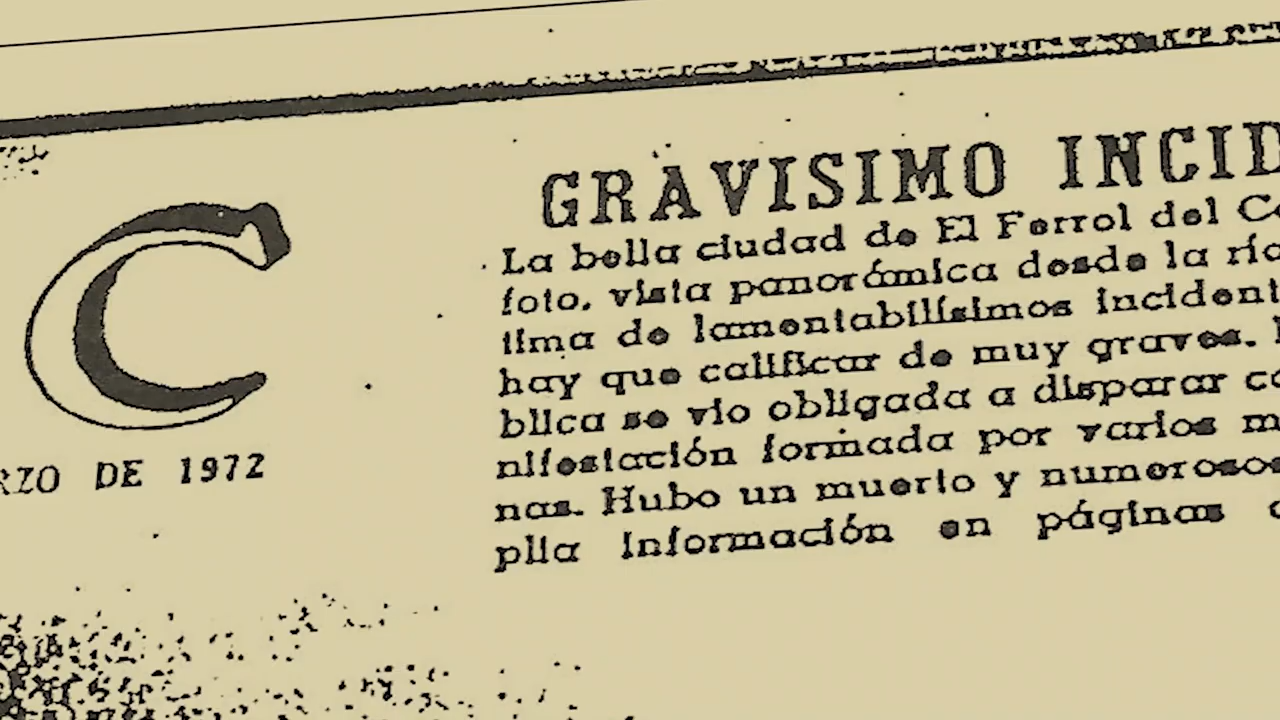 C
RZO DE 1972
GRAVISIMO INCID
La bella ciudad de El Ferrol del C
foto, vista panorámica desde la ría
tima de lamentabilísimos incident
hay que calificar de muy graves.
blica se vio obligada a disparar co
nifestación formada por varios m
nas. Hubo un muerto y numerosos
plia información en páginas